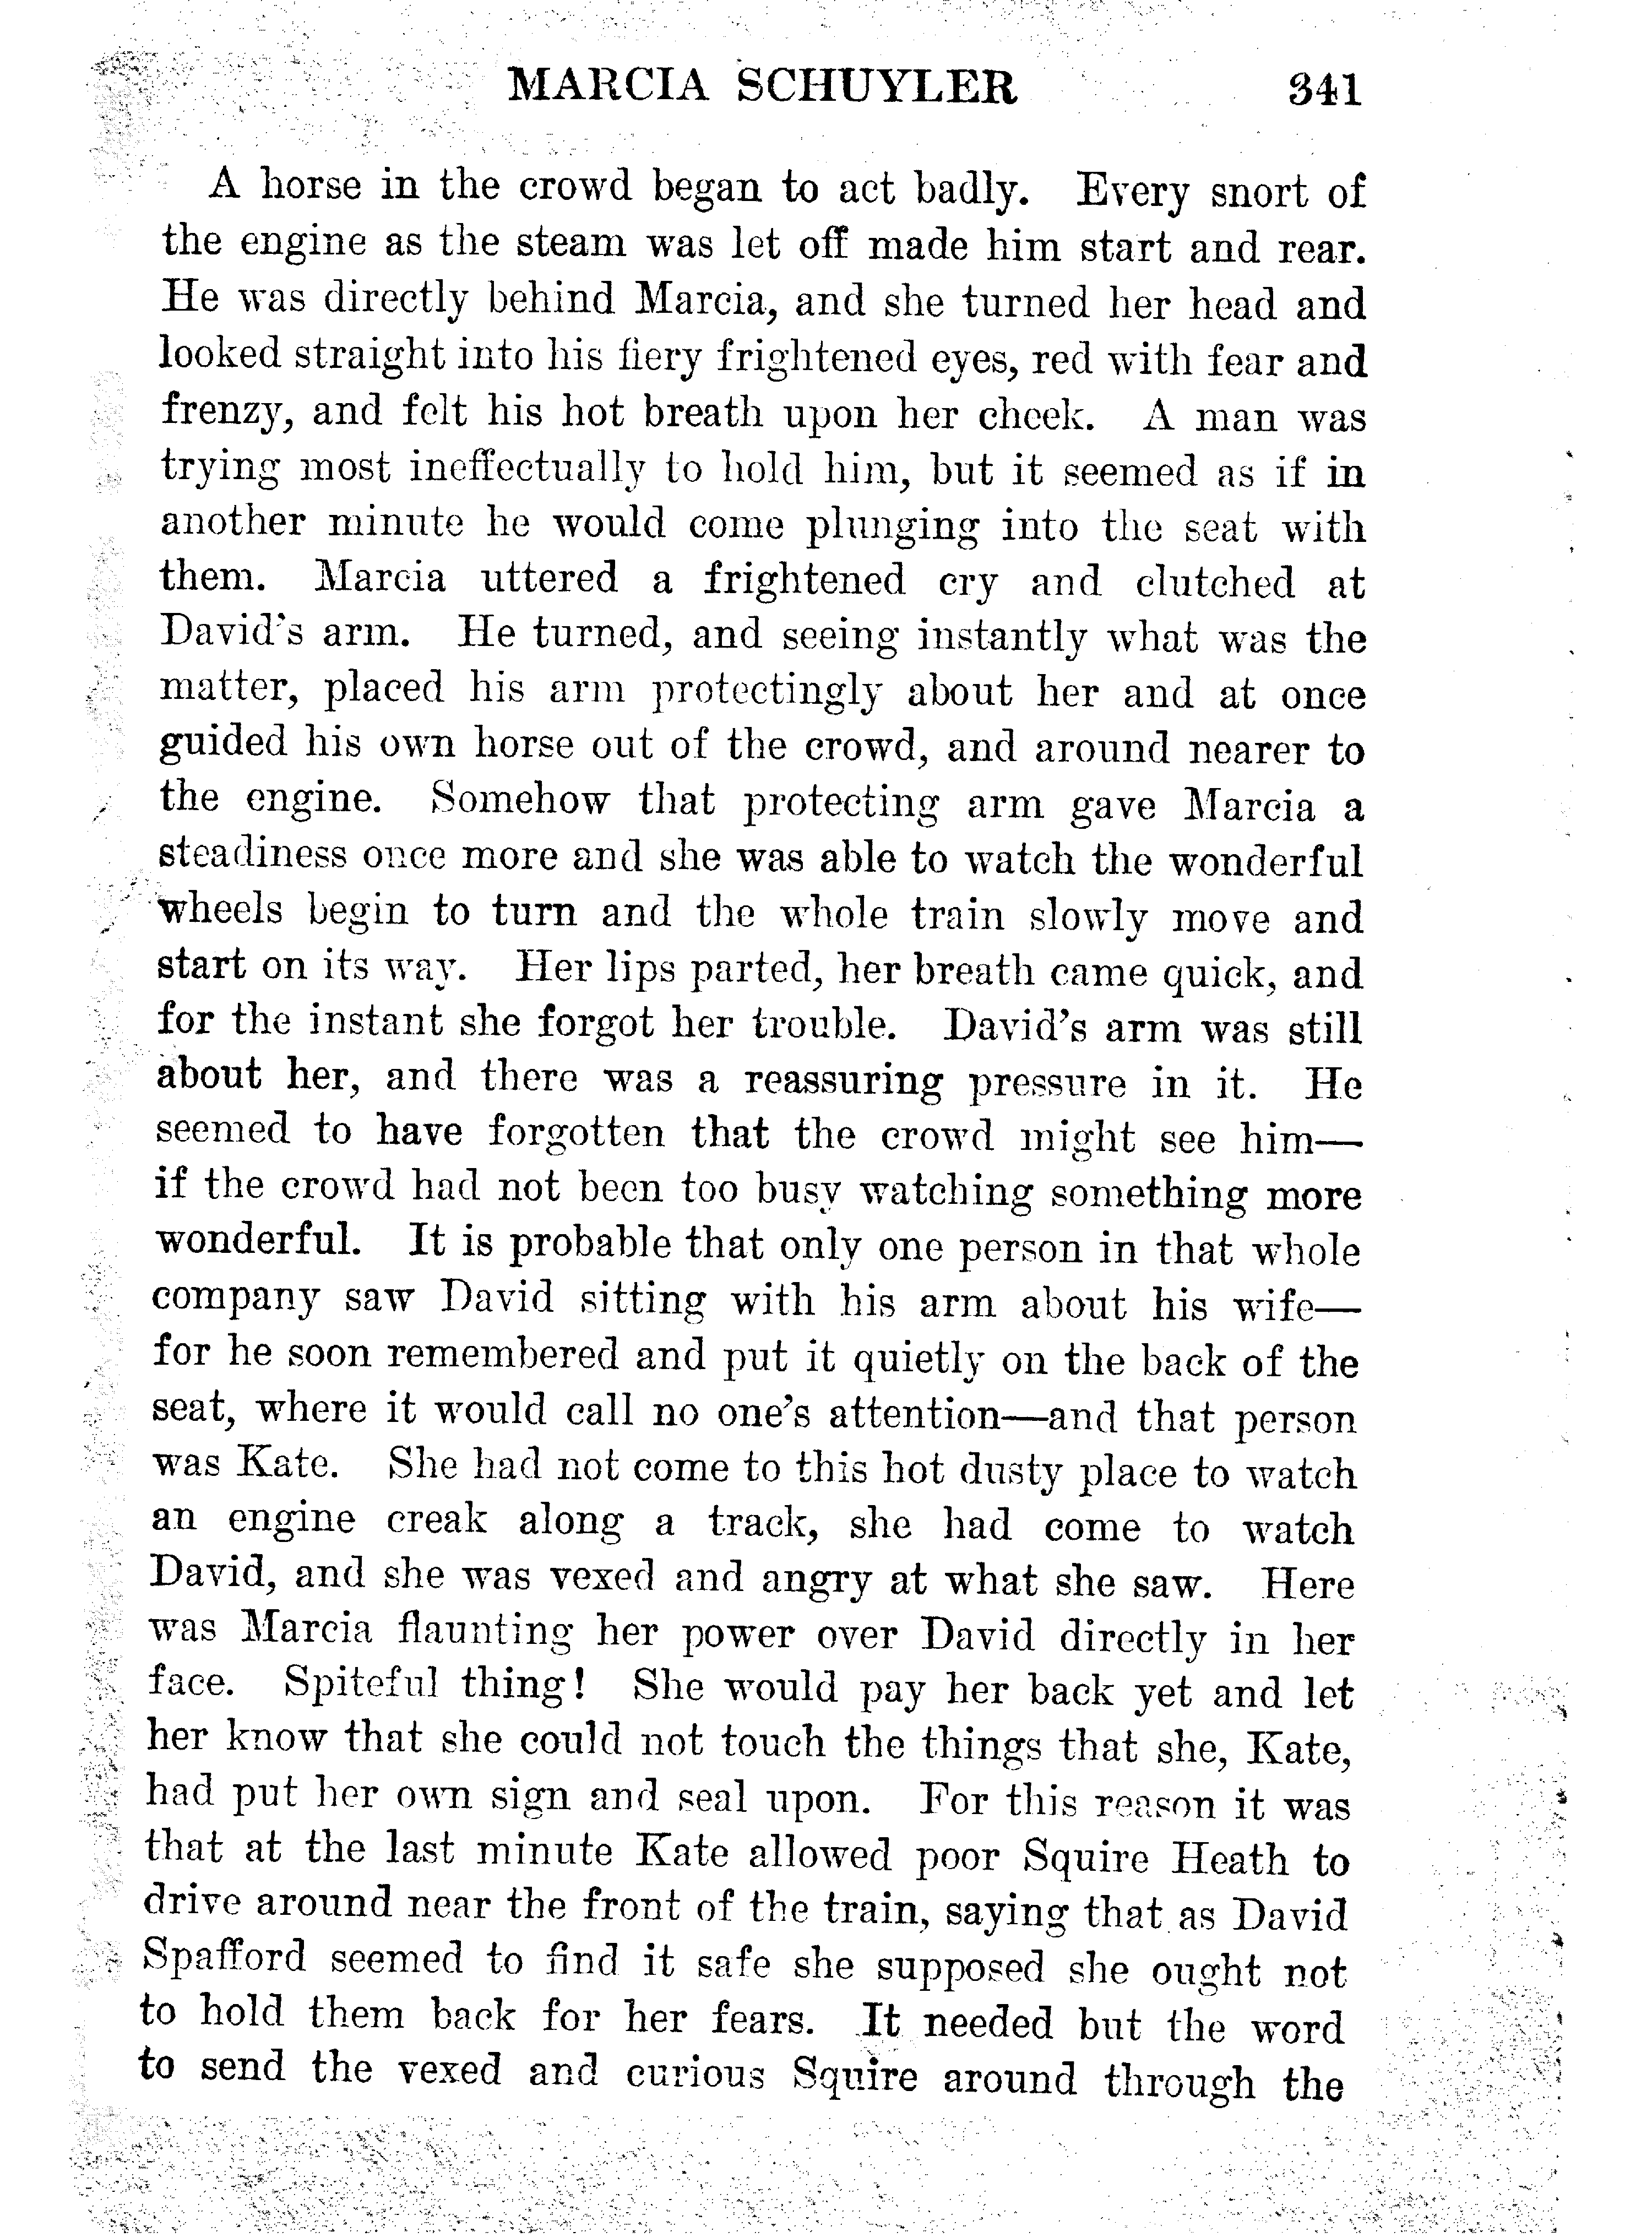 MARCIA SCHUYLER 341
A horse in the crowd began to act badly. Every snort of
the engine as the steam was let off made him start and rear.
He was directly behind Marcia, and she turned her head and
looked straight into his fiery frightened eyes, red with fear and
frenzy, and felt his hot breath upon her cheek. A man was
trying most ineffectually to hold him, but it seemed as if in
another minute he would come plunging into the seat with
them. Marcia uttered a frightened cry and clutched at
David's arm. He turned, and seeing instantly what was the
matter, placed his arm protectingly about her and at once
guided his own horse out of the crowd, and around nearer to
the engine. Somehow that protecting arm gave Marcia a
steadiness once more and she was able to watch the wonderful
wheels begin to turn and the whole train slowly move and
start on its way. Her lips parted, her breath came quick, and
for the instant she forgot her trouble. David's arm was still
about her, and there was a reassuring pressure in it. He
seemed to have forgotten that the crowd might see him—
if the crowd had not been too busy watching something more
wonderful. It is probable that only one person in that whole
company saw David sitting with his arm about his wife—
for he soon remembered and put it quietly on the back of the
seat, where it would call no one's attention—and that person
was Kate. She had not come to this hot dusty place to watch
an engine creak along a track, she had come to watch
David, and she was vexed and angry at what she saw. Here
was Marcia flaunting her power over David directly in her
face. Spiteful thing! She would pay her back yet and let
her know that she could not touch the things that she, Kate,
had put her own sign and seal upon. For this reason it was
that at the last minute Kate allowed poor Squire Heath to
drive around near the front of the train, saying that as David
Spafford seemed to find it safe she supposed she ought not
to hold them back for her fears. It needed but the word
to send the vexed and curious Squire around through the